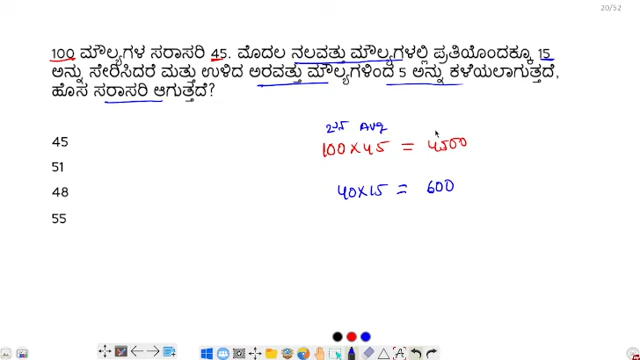 20/52
100 ಮೌಲ್ಯಗಳ ಸರಾಸರಿ 45. ಮೊದಲ ನಲವತ್ತು ಮೌಲ್ಯಗಳಲ್ಲಿ ಪ್ರತಿಯೊಂದಕ್ಕೂ 15
ಅನ್ನು ಸೇರಿಸಿದರೆ ಮತ್ತು ಉಳಿದ ಅರವತ್ತು ಮೌಲ್ಯಗಳಿಂದ 5 ಅನ್ನು ಕಳೆಯಲಾಗುತ್ತದೆ,
ಹೊಸ ಸರಾಸರಿ ಆಗುತ್ತದೆ?
Avg
45
100 × 45 = 4500
51
48
40 × 15 = 600
55